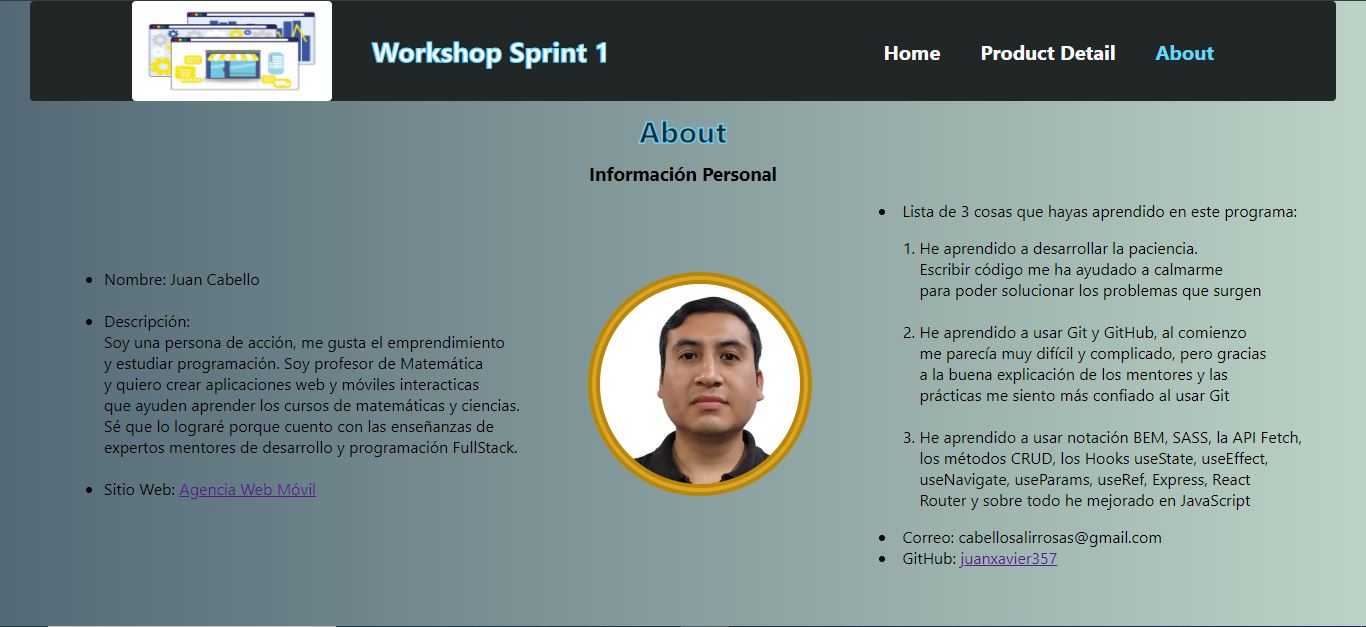 Workshop Sprint 1
Home
Product Detail
About
About
Información Personal
• Nombre: Juan Cabello
• Descripción:
Soy una persona de acción, me gusta el emprendimiento
y estudiar programación. Soy profesor de Matemática
y quiero crear aplicaciones web y móviles interacticas
que ayuden aprender los cursos de matemáticas y ciencias.
Sé que lo lograré porque cuento con las enseñanzas de
expertos mentores de desarrollo y programación FullStack.
• Sitio Web: Agencia Web Móvil
• Lista de 3 cosas que hayas aprendido en este programa:
1. He aprendido a desarrollar la paciencia.
Escribir código me ha ayudado a calmarme
para poder solucionar los problemas que surgen
2. He aprendido a usar Git y GitHub, al comienzo
me parecía muy difícil y complicado, pero gracias
a la buena explicación de los mentores y las
prácticas me siento más confiado al usar Git
3. He aprendido a usar notación BEM, SASS, la API Fetch,
los métodos CRUD, los Hooks useState, useEffect,
useNavigate, useParams, useRef, Express, React
Router y sobre todo he mejorado en JavaScript
• Correo: cabellosalirrosas@gmail.com
• GitHub: juanxavier357